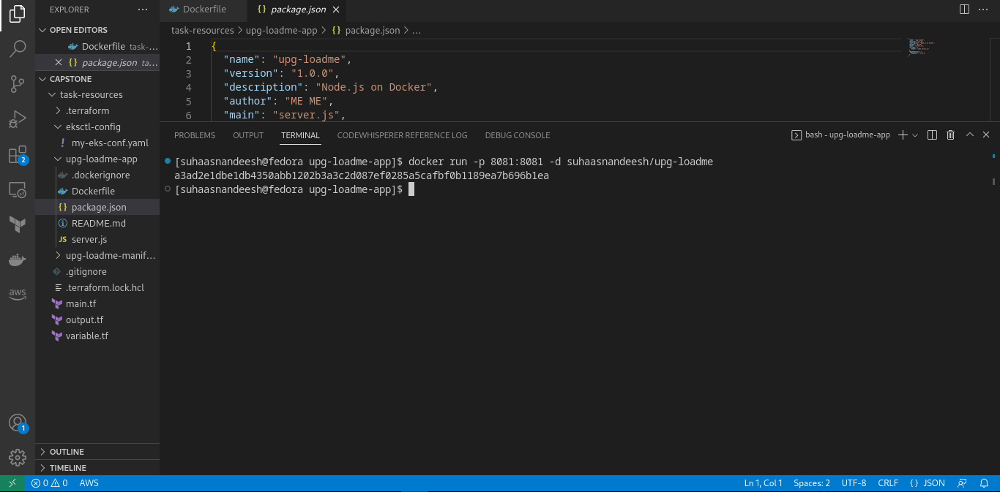 EXPLORER
Dockerfile
package.json
OPEN EDITORS
Dockerfile task-...
package.json ta...
CAPSTONE
task-resources
.terraform
eksctl-config
my-eks-conf.yaml
upg-loadme-app
.dockerignore
Dockerfile
package.json
README.md
JS server.js
upg-loadme-manif...
.gitignore
.terraform.lock.hcl
main.tf
output.tf
variable.tf
OUTLINE
TIMELINE
aws
2
1
task-resources > upg-loadme-app > {} package.json > ...
1 {
2 "name": "upg-loadme",
3 "version": "1.0.0",
4 "description": "Node.js on Docker",
5 "author": "ME ME",
6 "main": "server.js",
PROBLEMS OUTPUT TERMINAL CODEWHISPERER REFERENCE LOG DEBUG CONSOLE
bash - upg-loadme-app
[suhaasnandeesh@fedora upg-loadme-app]$ docker run -p 8081:8081 -d suhaasnandeesh/upg-loadme
a3ad2e1dbe1db4350abb1202b3a3c2d087ef0285a5cafbf0b1189ea7b696b1ea
[suhaasnandeesh@fedora upg-loadme-app]$
0 0 AWS
Ln 1, Col 1 Spaces: 2 UTF-8 CRLF {} JSON